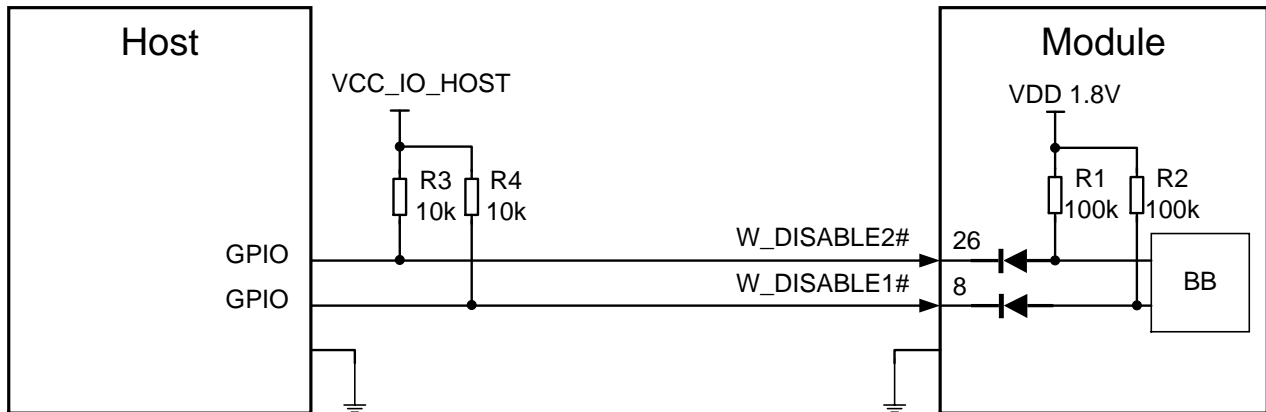 Host
Module
VCC_IO_HOST
VDD 1.8V
R3
10k
R4
10k
R1
100k
R2
100k
GPIO
W_DISABLE2#
26
GPIO
W_DISABLE1#
8
BB